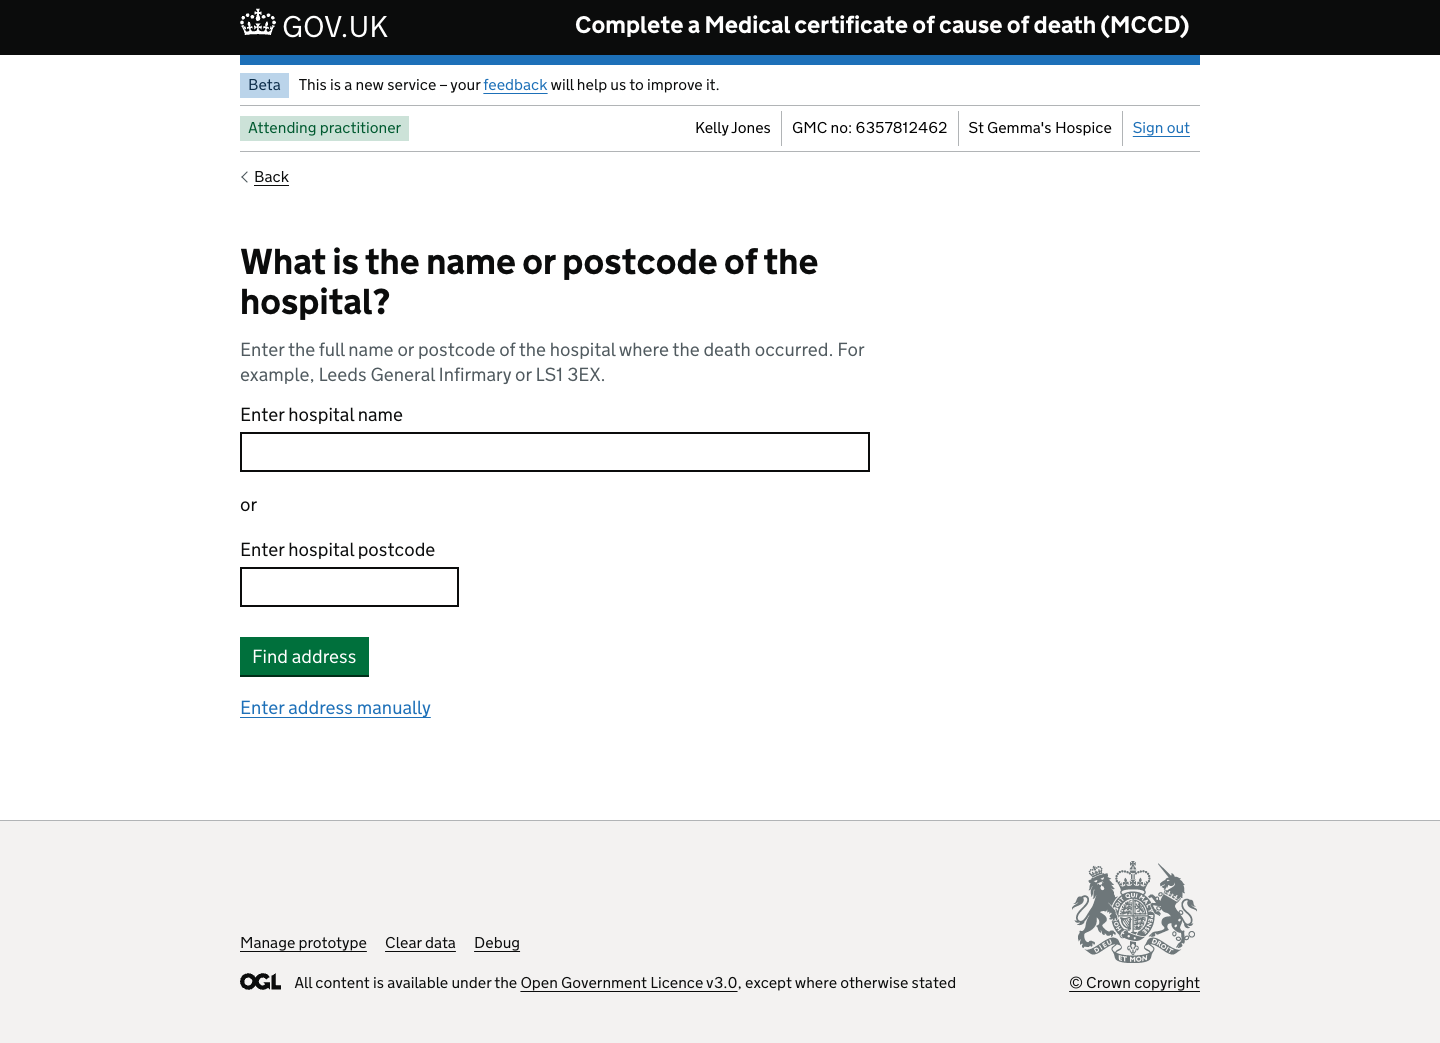 GOV.UK
Complete a Medical certificate of cause of death (MCCD)
Beta This is a new service – your feedback will help us to improve it.
Attending practitioner
Kelly Jones
GMC no: 6357812462
St Gemma's Hospice
Sign out
Back
What is the name or postcode of the
hospital?
Enter the full name or postcode of the hospital where the death occurred. For
example, Leeds General Infirmary or LS1 3EX.
Enter hospital name
or
Enter hospital postcode
Find address
Enter address manually
Manage prototype
Clear data
Debug
OGL All content is available under the Open Government Licence v3.0, except where otherwise stated
DIEU ET MON DROIT
© Crown copyright